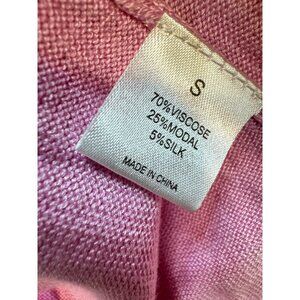 S
70%VISCOSE
25%MODAL
5%SILK
MADE IN CHINA